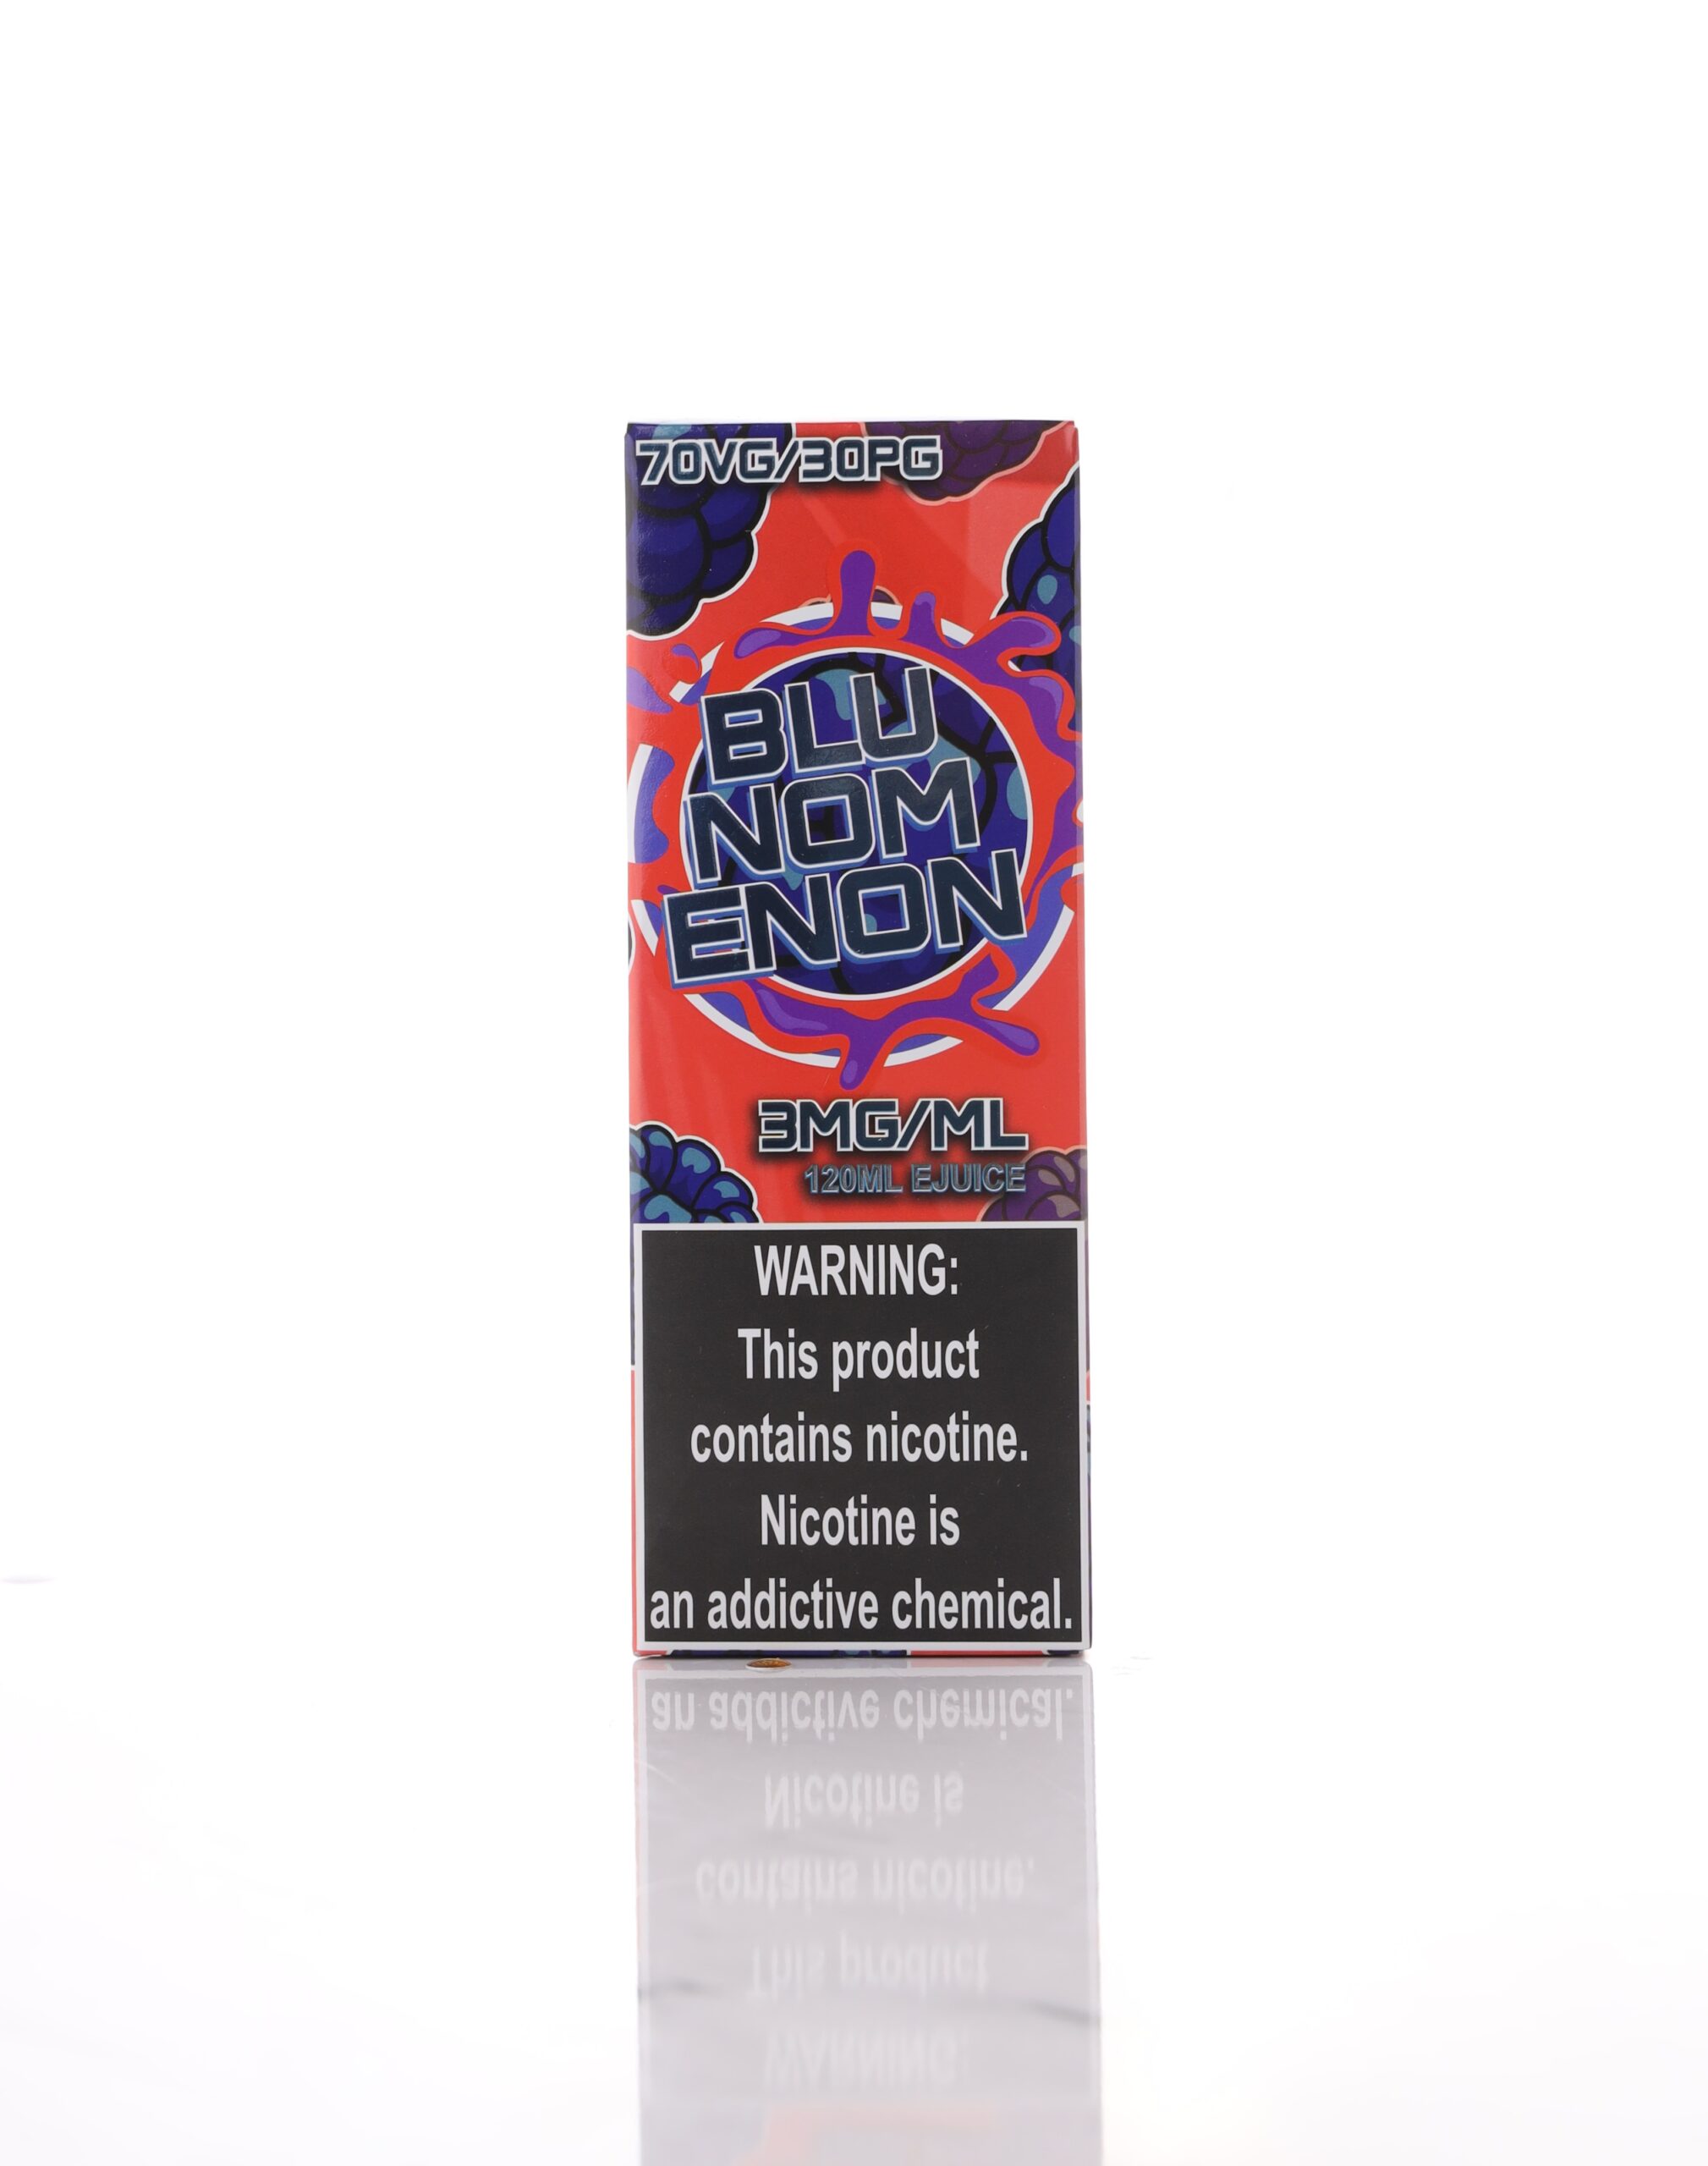 70VG/30PG
BLU
NOM
ENON
3MG/ML
120ML EJUICE
WARNING:
This product
contains nicotine.
Nicotine is
an addictive chemical.